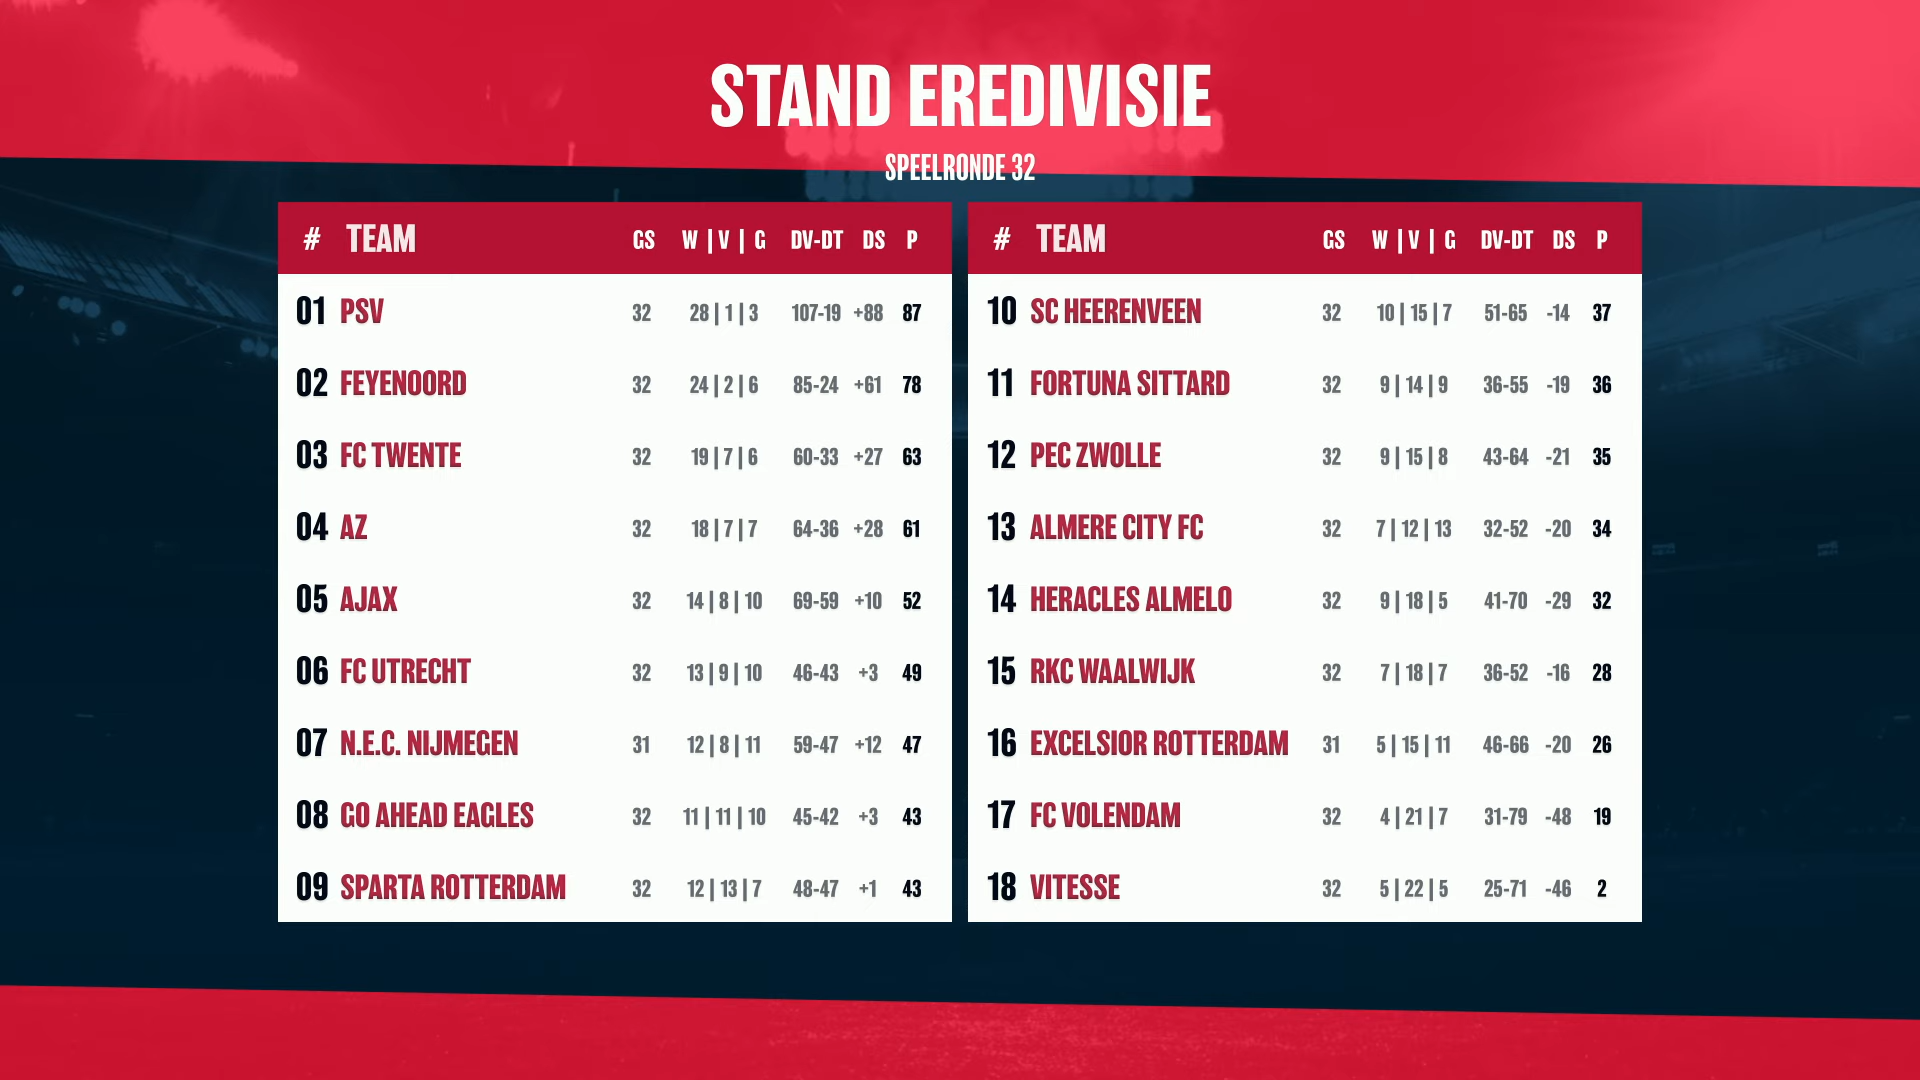 STAND EREDIVISIE
SPEELRONDE 32
# TEAM GS W | V | G DV-DT DS P
01 PSV 32 28 | 1 | 3 107-19 +88 87
02 FEYENOORD 32 24 | 2 | 6 85-24 +61 78
03 FC TWENTE 32 19 | 7 | 6 60-33 +27 63
04 AZ 32 18 | 7 | 7 64-36 +28 61
05 AJAX 32 14 | 8 | 10 69-59 +10 52
06 FC UTRECHT 32 13 | 9 | 10 46-43 +3 49
07 N.E.C. NIJMEGEN 31 12 | 8 | 11 59-47 +12 47
08 GO AHEAD EAGLES 32 11 | 11 | 10 45-42 +3 43
09 SPARTA ROTTERDAM 32 12 | 13 | 7 48-47 +1 43
# TEAM GS W | V | G DV-DT DS P
10 SC HEERENVEEN 32 10 | 15 | 7 51-65 -14 37
11 FORTUNA SITTARD 32 9 | 14 | 9 36-55 -19 36
12 PEC ZWOLLE 32 9 | 15 | 8 43-64 -21 35
13 ALMERE CITY FC 32 7 | 12 | 13 32-52 -20 34
14 HERACLES ALMELO 32 9 | 18 | 5 41-70 -29 32
15 RKC WAALWIJK 32 7 | 18 | 7 36-52 -16 28
16 EXCELSIOR ROTTERDAM 31 5 | 15 | 11 46-66 -20 26
17 FC VOLENDAM 32 4 | 21 | 7 31-79 -48 19
18 VITESSE 32 5 | 22 | 5 25-71 -46 2